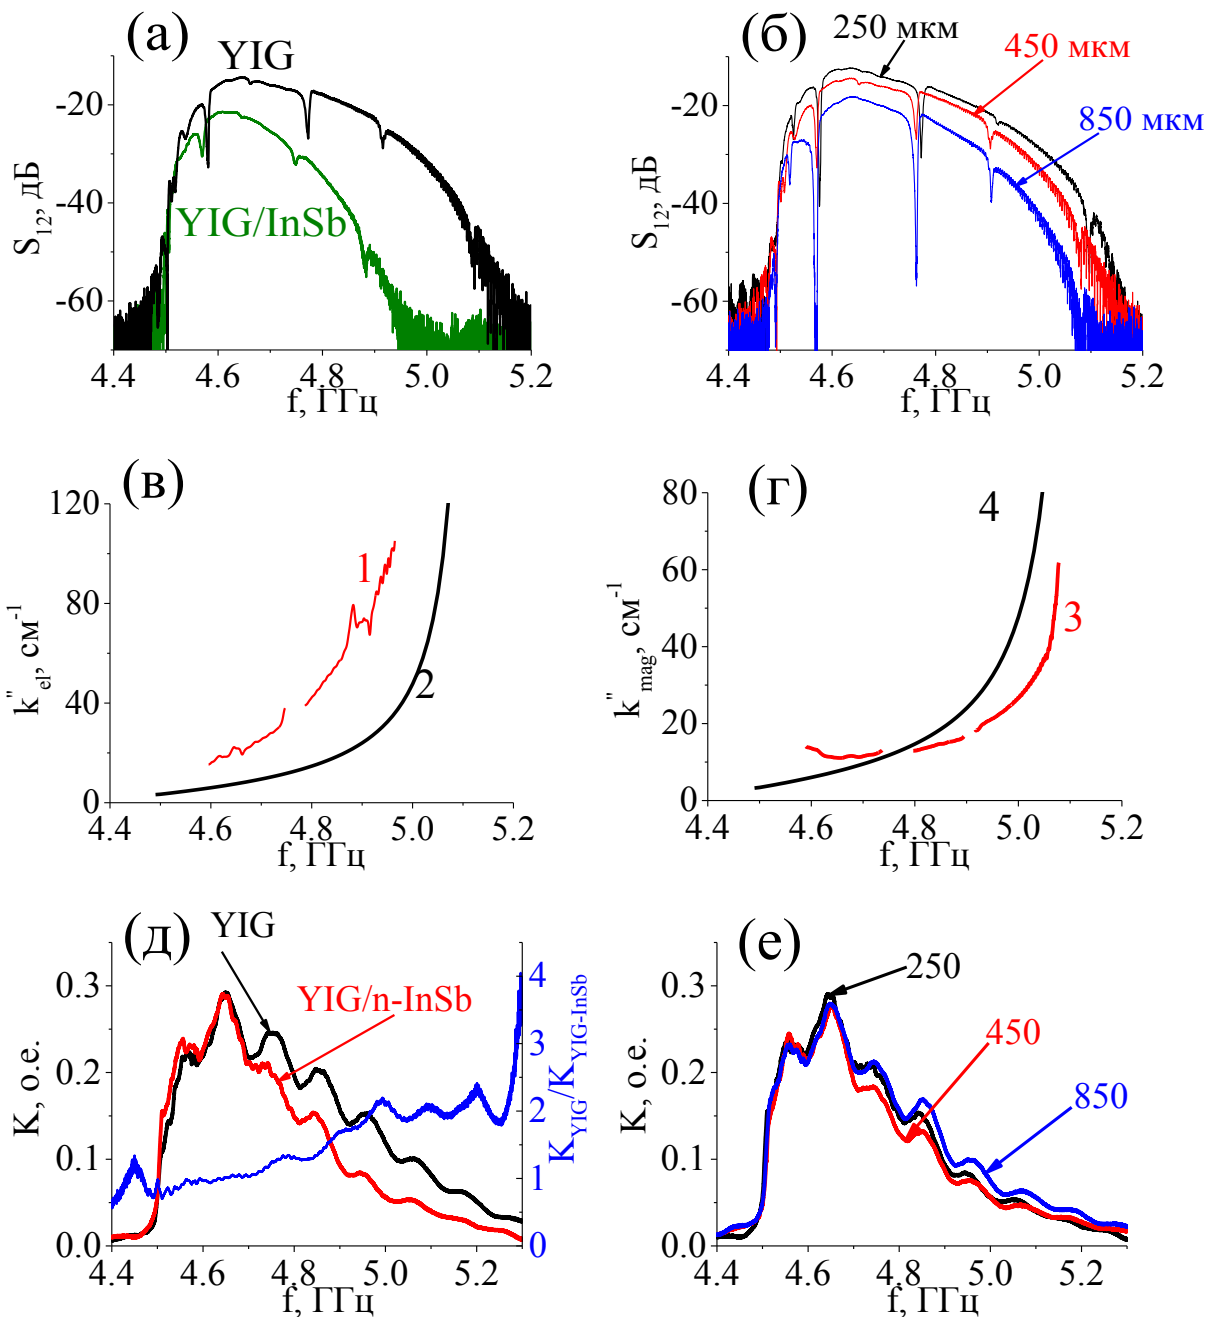 (а)
YIG
YIG/InSb
S12, дБ
-20
-40
-60
4.4 4.6 4.8 5.0 5.2
f, ГГц
(б)
250 мкм
450 мкм
850 мкм
S12, дБ
-20
-40
-60
4.4 4.6 4.8 5.0 5.2
f, ГГц
(в)
k"el, см-1
120
80
40
0
1
2
4.4 4.6 4.8 5.0 5.2
f, ГГц
(г)
k"mag, см-1
80
60
40
20
0
4
3
4.4 4.6 4.8 5.0 5.2
f, ГГц
(д)
YIG
YIG/n-InSb
K, о.е.
0.3
0.2
0.1
0.0
4
3
2
1
0
KYIG/KYIG-InSb
4.4 4.6 4.8 5.0 5.2
f, ГГц
(е)
250
450
850
K, о.е.
0.3
0.2
0.1
0.0
4.4 4.6 4.8 5.0 5.2
f, ГГц